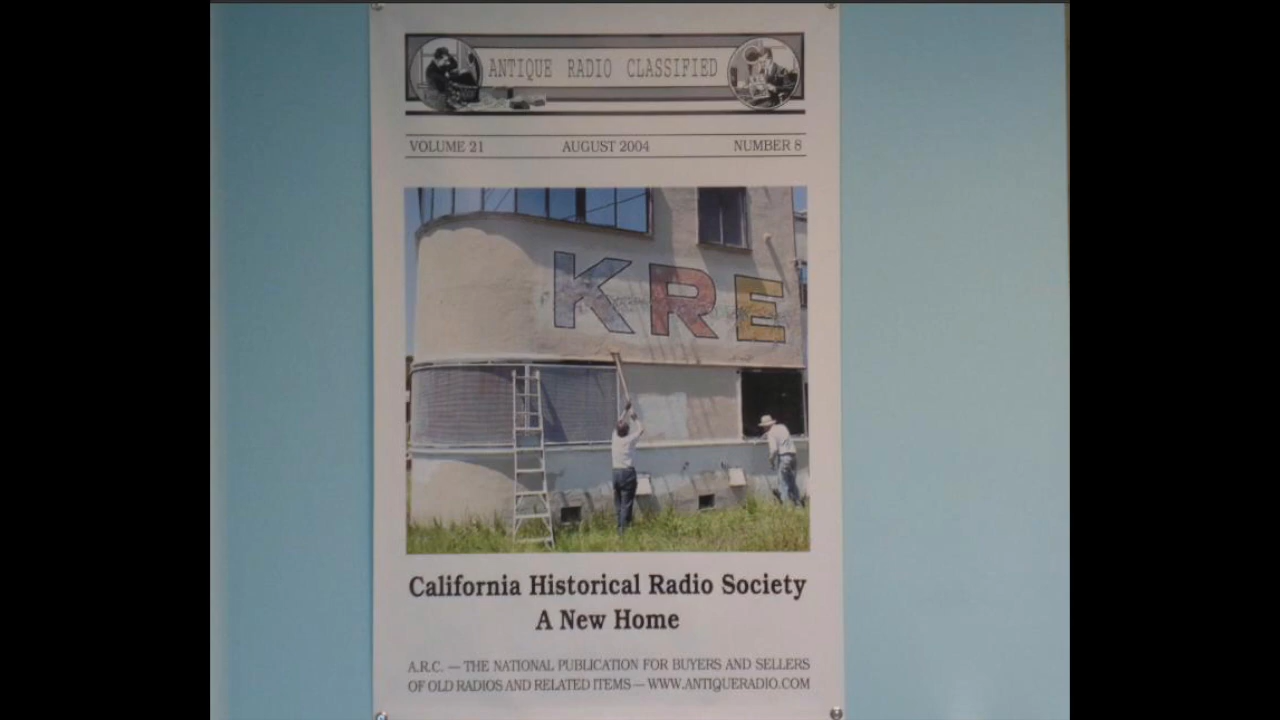 ANTIQUE RADIO CLASSIFIED
VOLUME 21 AUGUST 2004 NUMBER 8
KRE
California Historical Radio Society
A New Home
A.R.C. — THE NATIONAL PUBLICATION FOR BUYERS AND SELLERS
OF OLD RADIOS AND RELATED ITEMS — WWW.ANTIQUERADIO.COM